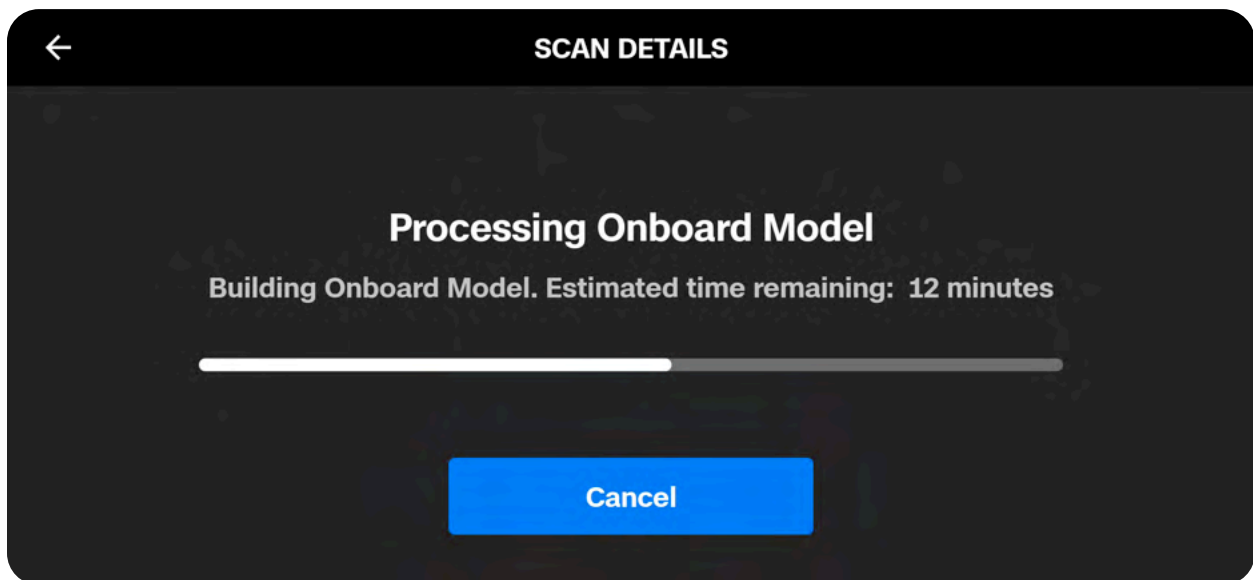 SCAN DETAILS
Processing Onboard Model
Building Onboard Model. Estimated time remaining: 12 minutes
Cancel